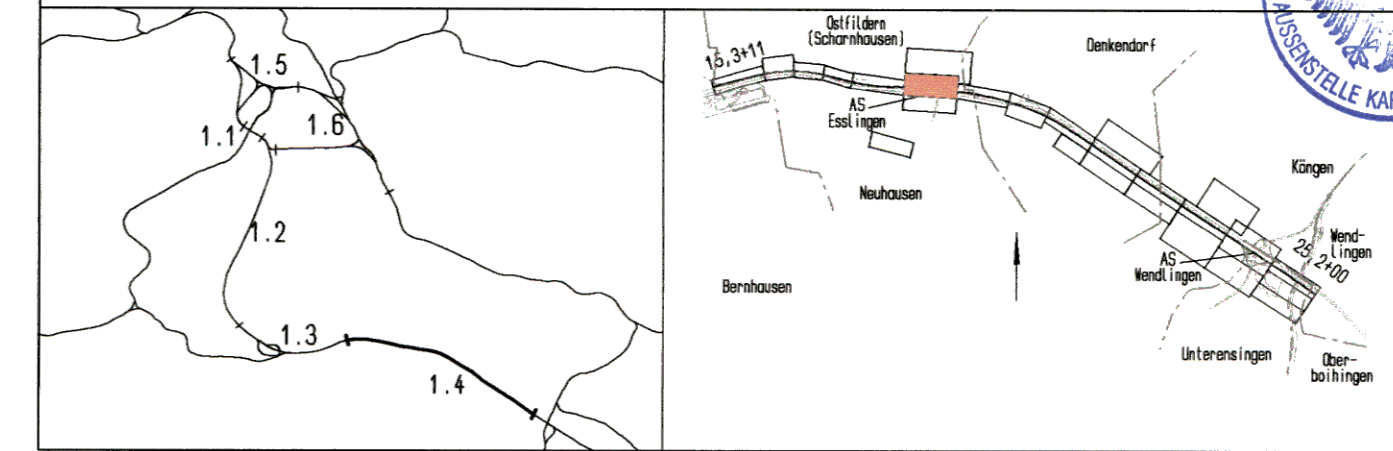 1.5
1.1
1.6
1.2
1.3
1.4
Ostfildern
(Scharnhausen)
Denkendorf
15,3+11
AS
Esslingen
Neuhausen
Köngen
Wend-
lingen
25,2+00
AS
Wendlingen
Bernhausen
Unterensingen
Ober-
boihingen
AUSSENSTELLE